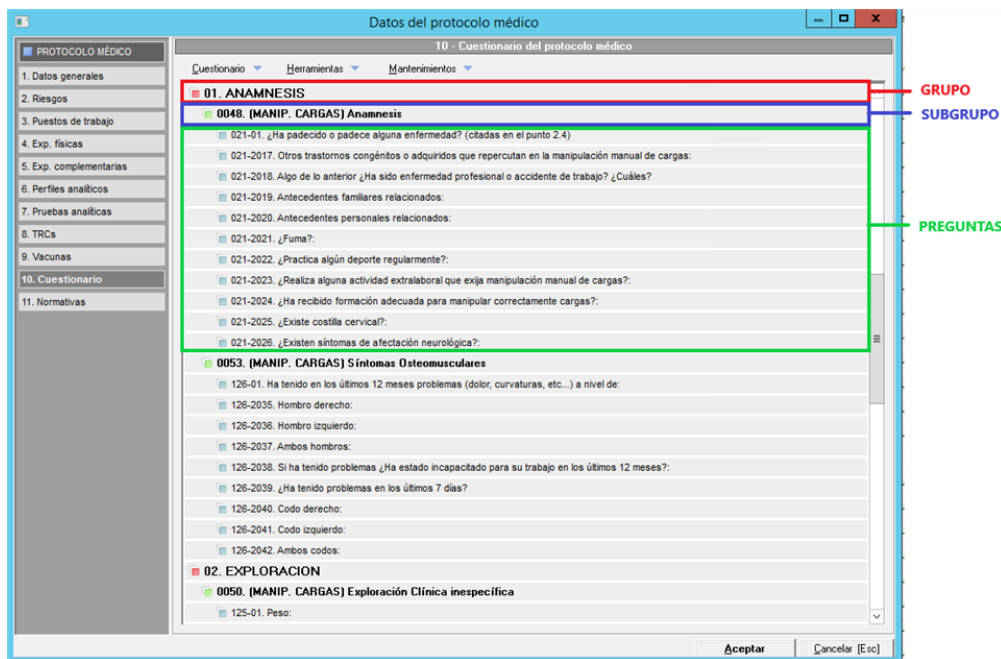 Datos del protocolo médico
PROTOCOLO MÉDICO
1. Datos generales
2. Riesgos
3. Puestos de trabajo
4. Exp. físicas
5. Exp. complementarias
6. Perfiles analíticos
7. Pruebas analíticas
8. TRCs
9. Vacunas
10. Cuestionario
11. Normativas
10 - Cuestionario del protocolo médico
Cuestionario Herramientas Mantenimientos
01. ANAMNESIS
0048. (MANIP. CARGAS) Anamnesis
021-01. ¿Ha padecido o padece alguna enfermedad? (citadas en el punto 2.4)
021-2017. Otros trastornos congénitos o adquiridos que repercutan en la manipulación manual de cargas:
021-2018. Algo de lo anterior ¿Ha sido enfermedad profesional o accidente de trabajo? ¿Cuáles?
021-2019. Antecedentes familiares relacionados:
021-2020. Antecedentes personales relacionados:
021-2021. ¿Fuma?:
021-2022. ¿Practica algún deporte regularmente?:
021-2023. ¿Realiza alguna actividad extralaboral que exija manipulación manual de cargas?:
021-2024. ¿Ha recibido formación adecuada para manipular correctamente cargas?:
021-2025. ¿Existe costilla cervical?:
021-2026. ¿Existen síntomas de afectación neurológica?:
0053. (MANIP. CARGAS) Síntomas Osteomusculares
126-01. Ha tenido en los últimos 12 meses problemas (dolor, curvaturas, etc...) a nivel de:
126-2035. Hombro derecho:
126-2036. Hombro izquierdo:
126-2037. Ambos hombros:
126-2038. Si ha tenido problemas ¿Ha estado incapacitado para su trabajo en los últimos 12 meses?:
126-2039. ¿Ha tenido problemas en los últimos 7 días?
126-2040. Codo derecho:
126-2041. Codo izquierdo:
126-2042. Ambos codos:
02. EXPLORACION
0050. (MANIP. CARGAS) Exploración Clínica inespecífica
125-01. Peso:
GRUPO
SUBGRUPO
PREGUNTAS
Aceptar
Cancelar [Esc]